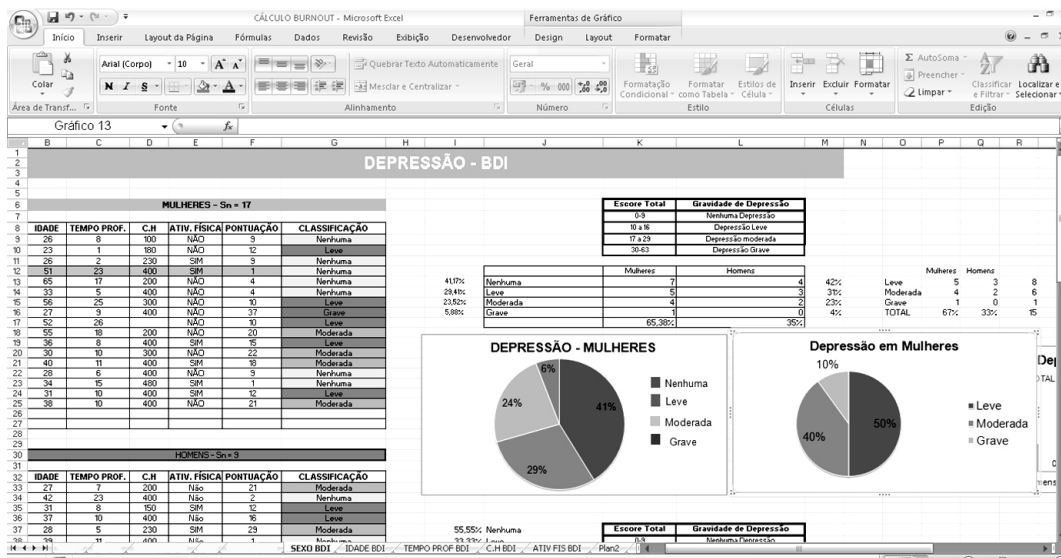 CÁLCULO BURNOUT - Microsoft Excel
Ferramentas de Gráfico
Início Inserir Layout da Página Fórmulas Dados Revisão Exibição Desenvolvedor Design Layout Formatar
Colar
Arial (Corpo) 10
N I S
Quebrar Texto Automaticamente
Mesclar e Centralizar
Geral
% 000
Formatação Condicional
Formatar como Tabela
Estilos de Célula
Inserir Excluir Formatar
AutoSoma
Preencher
Limpar
Classificar e Filtrar
Localizar e Selecionar
Área de Transf... Fonte Alinhamento Número Estilo Células Edição
Gráfico 13
fx
B C D E F G H I J K L M N O P Q R
DEPRESSÃO - BDI
MULHERES - Sn = 17
IDADE TEMPO PROF. C.H ATIV. FÍSICA PONTUAÇÃO CLASSIFICAÇÃO
26 8 100 NÃO 9 Nenhuma
23 1 180 NÃO 12 Leve
26 2 230 SIM 9 Nenhuma
51 23 400 SIM 1 Nenhuma
65 17 200 NÃO 4 Nenhuma
33 5 400 NÃO 4 Nenhuma
56 25 300 NÃO 10 Leve
27 9 400 NÃO 37 Grave
52 26 NÃO 10 Leve
55 18 200 NÃO 20 Moderada
36 8 400 SIM 15 Leve
30 10 300 NÃO 22 Moderada
40 11 400 SIM 18 Moderada
28 6 400 NÃO 9 Nenhuma
34 15 480 SIM 1 Nenhuma
31 10 400 SIM 12 Leve
38 10 400 NÃO 21 Moderada
HOMENS - Sn = 9
IDADE TEMPO PROF. C.H ATIV. FÍSICA PONTUAÇÃO CLASSIFICAÇÃO
27 7 200 Não 21 Moderada
42 23 400 Não 2 Nenhuma
31 8 150 SIM 12 Leve
37 10 400 Não 16 Leve
28 5 230 SIM 29 Moderada
39 11 400 Não 1 Nenhuma
Escore Total Gravidade de Depressão
0-9 Nenhuma Depressão
10 a 16 Depressão Leve
17 a 29 Depressão moderada
30-63 Depressão Grave
Mulheres Homens
41,17% Nenhuma 7 4 42%
29,41% Leve 5 3 31%
23,52% Moderada 4 2 23%
5,88% Grave 1 0 4%
65,38% 35%
Mulheres Homens
Leve 5 3 8
Moderada 4 2 6
Grave 1 0 1
TOTAL 67% 33% 15
DEPRESSÃO - MULHERES
6%
24%
41%
29%
Nenhuma
Leve
Moderada
Grave
Depressão em Mulheres
10%
50%
40%
Leve
Moderada
Grave
55,55% Nenhuma
33,33% Leve
Escore Total Gravidade de Depressão
0-9 Nenhuma Depressão
SEXO BDI IDADE BDI TEMPO PROF BDI C.H BDI ATIV FIS BDI Plan2